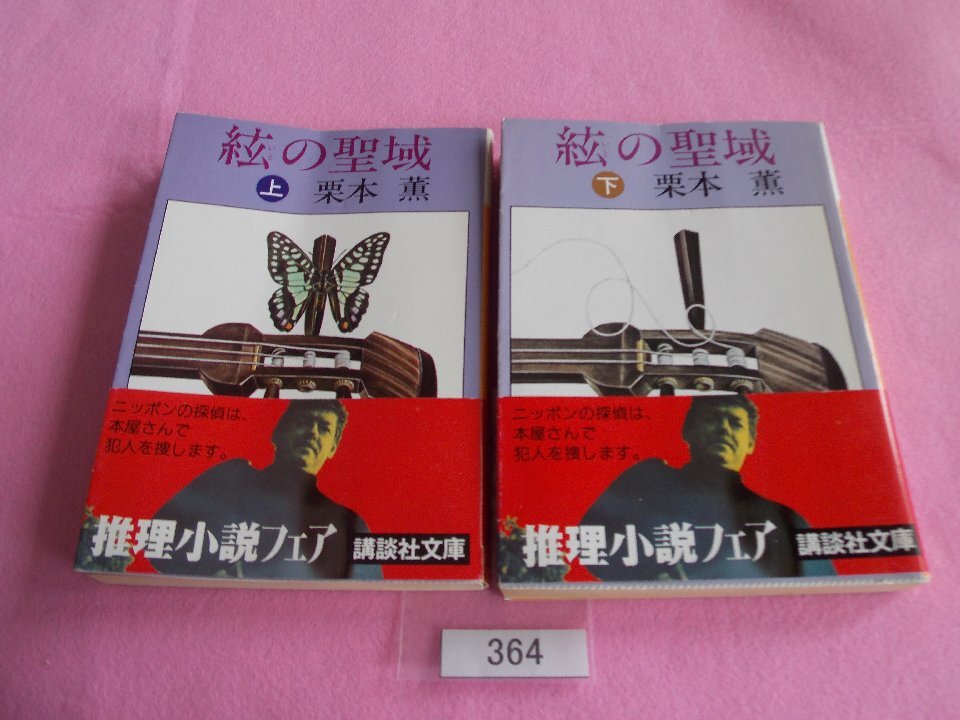 絃の聖域
上 栗本 薫
ニッポンの探偵は、
本屋さんで
犯人を捜します。
推理小説フェア 講談社文庫
絃の聖域
下 栗本 薫
ニッポンの探偵は、
本屋さんで
犯人を捜します。
推理小説フェア 講談社文庫
364